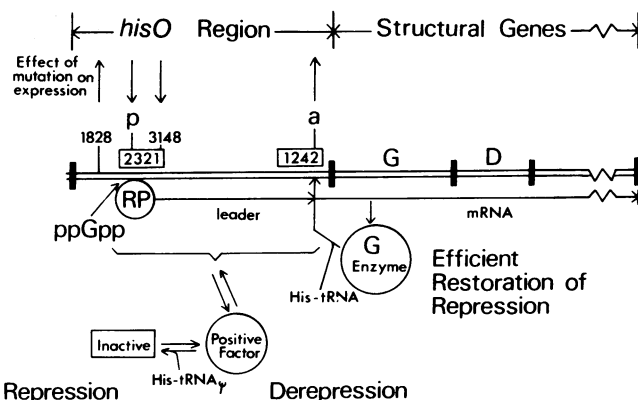 hisO Region
Structural Genes
Effect of
mutation on
expression
p
a
1828
2321
3148
1242
G
D
RP
leader
mRNA
ppGpp
G
Enzyme
His-tRNA
Efficient
Restoration of
Repression
Inactive
Positive
Factor
His-tRNAψ
Repression
Derepression